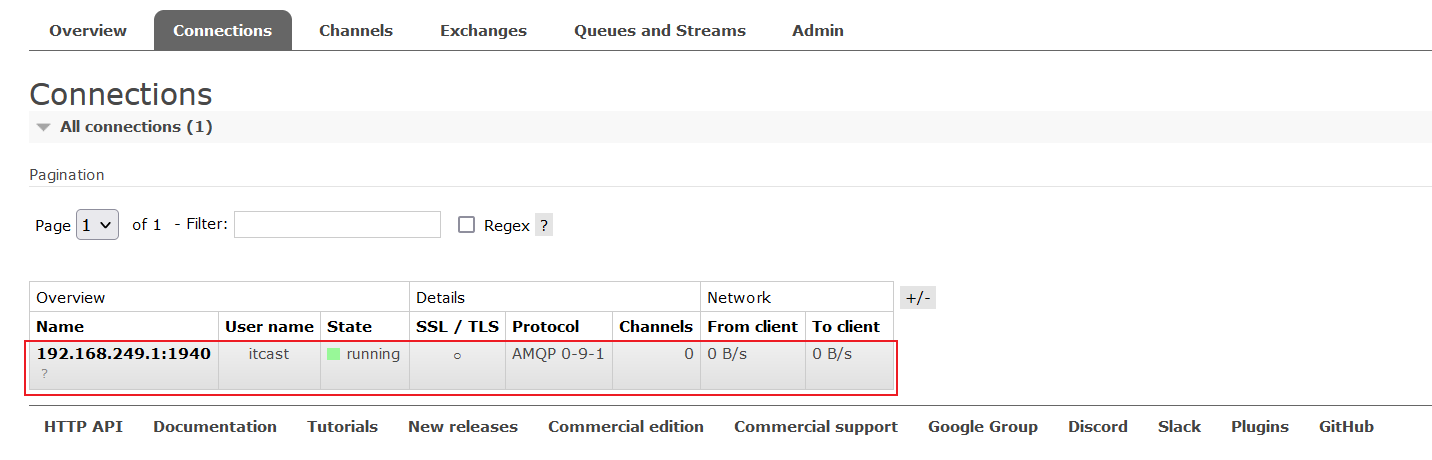 Overview Connections Channels Exchanges Queues and Streams Admin
Connections
All connections (1)
Pagination
Page 1 of 1 - Filter: Regex ?
Overview Details Network +/-
Name User name State SSL / TLS Protocol Channels From client To client
192.168.249.1:1940 itcast running ○ AMQP 0-9-1 0 0 B/s 0 B/s
?
HTTP API Documentation Tutorials New releases Commercial edition Commercial support Google Group Discord Slack Plugins GitHub